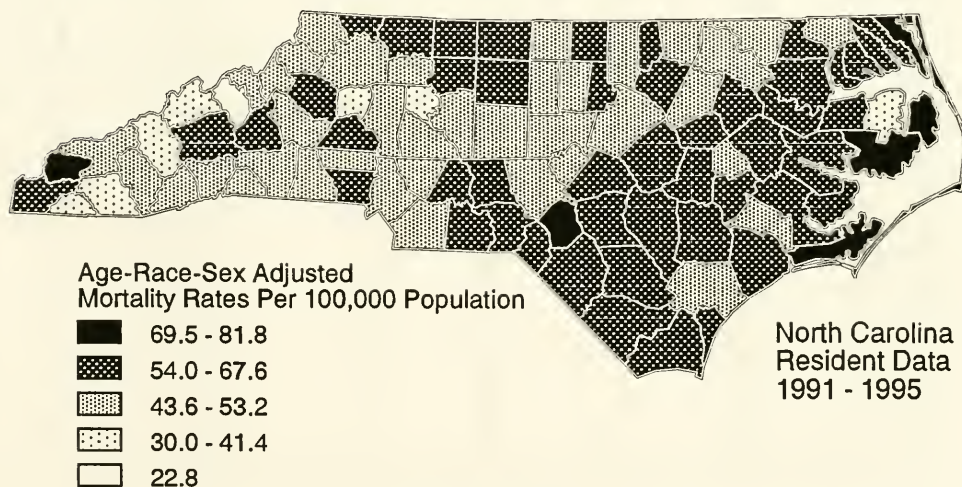 Age-Race-Sex Adjusted
Mortality Rates Per 100,000 Population
69.5 - 81.8
54.0 - 67.6
43.6 - 53.2
30.0 - 41.4
22.8
North Carolina
Resident Data
1991 - 1995